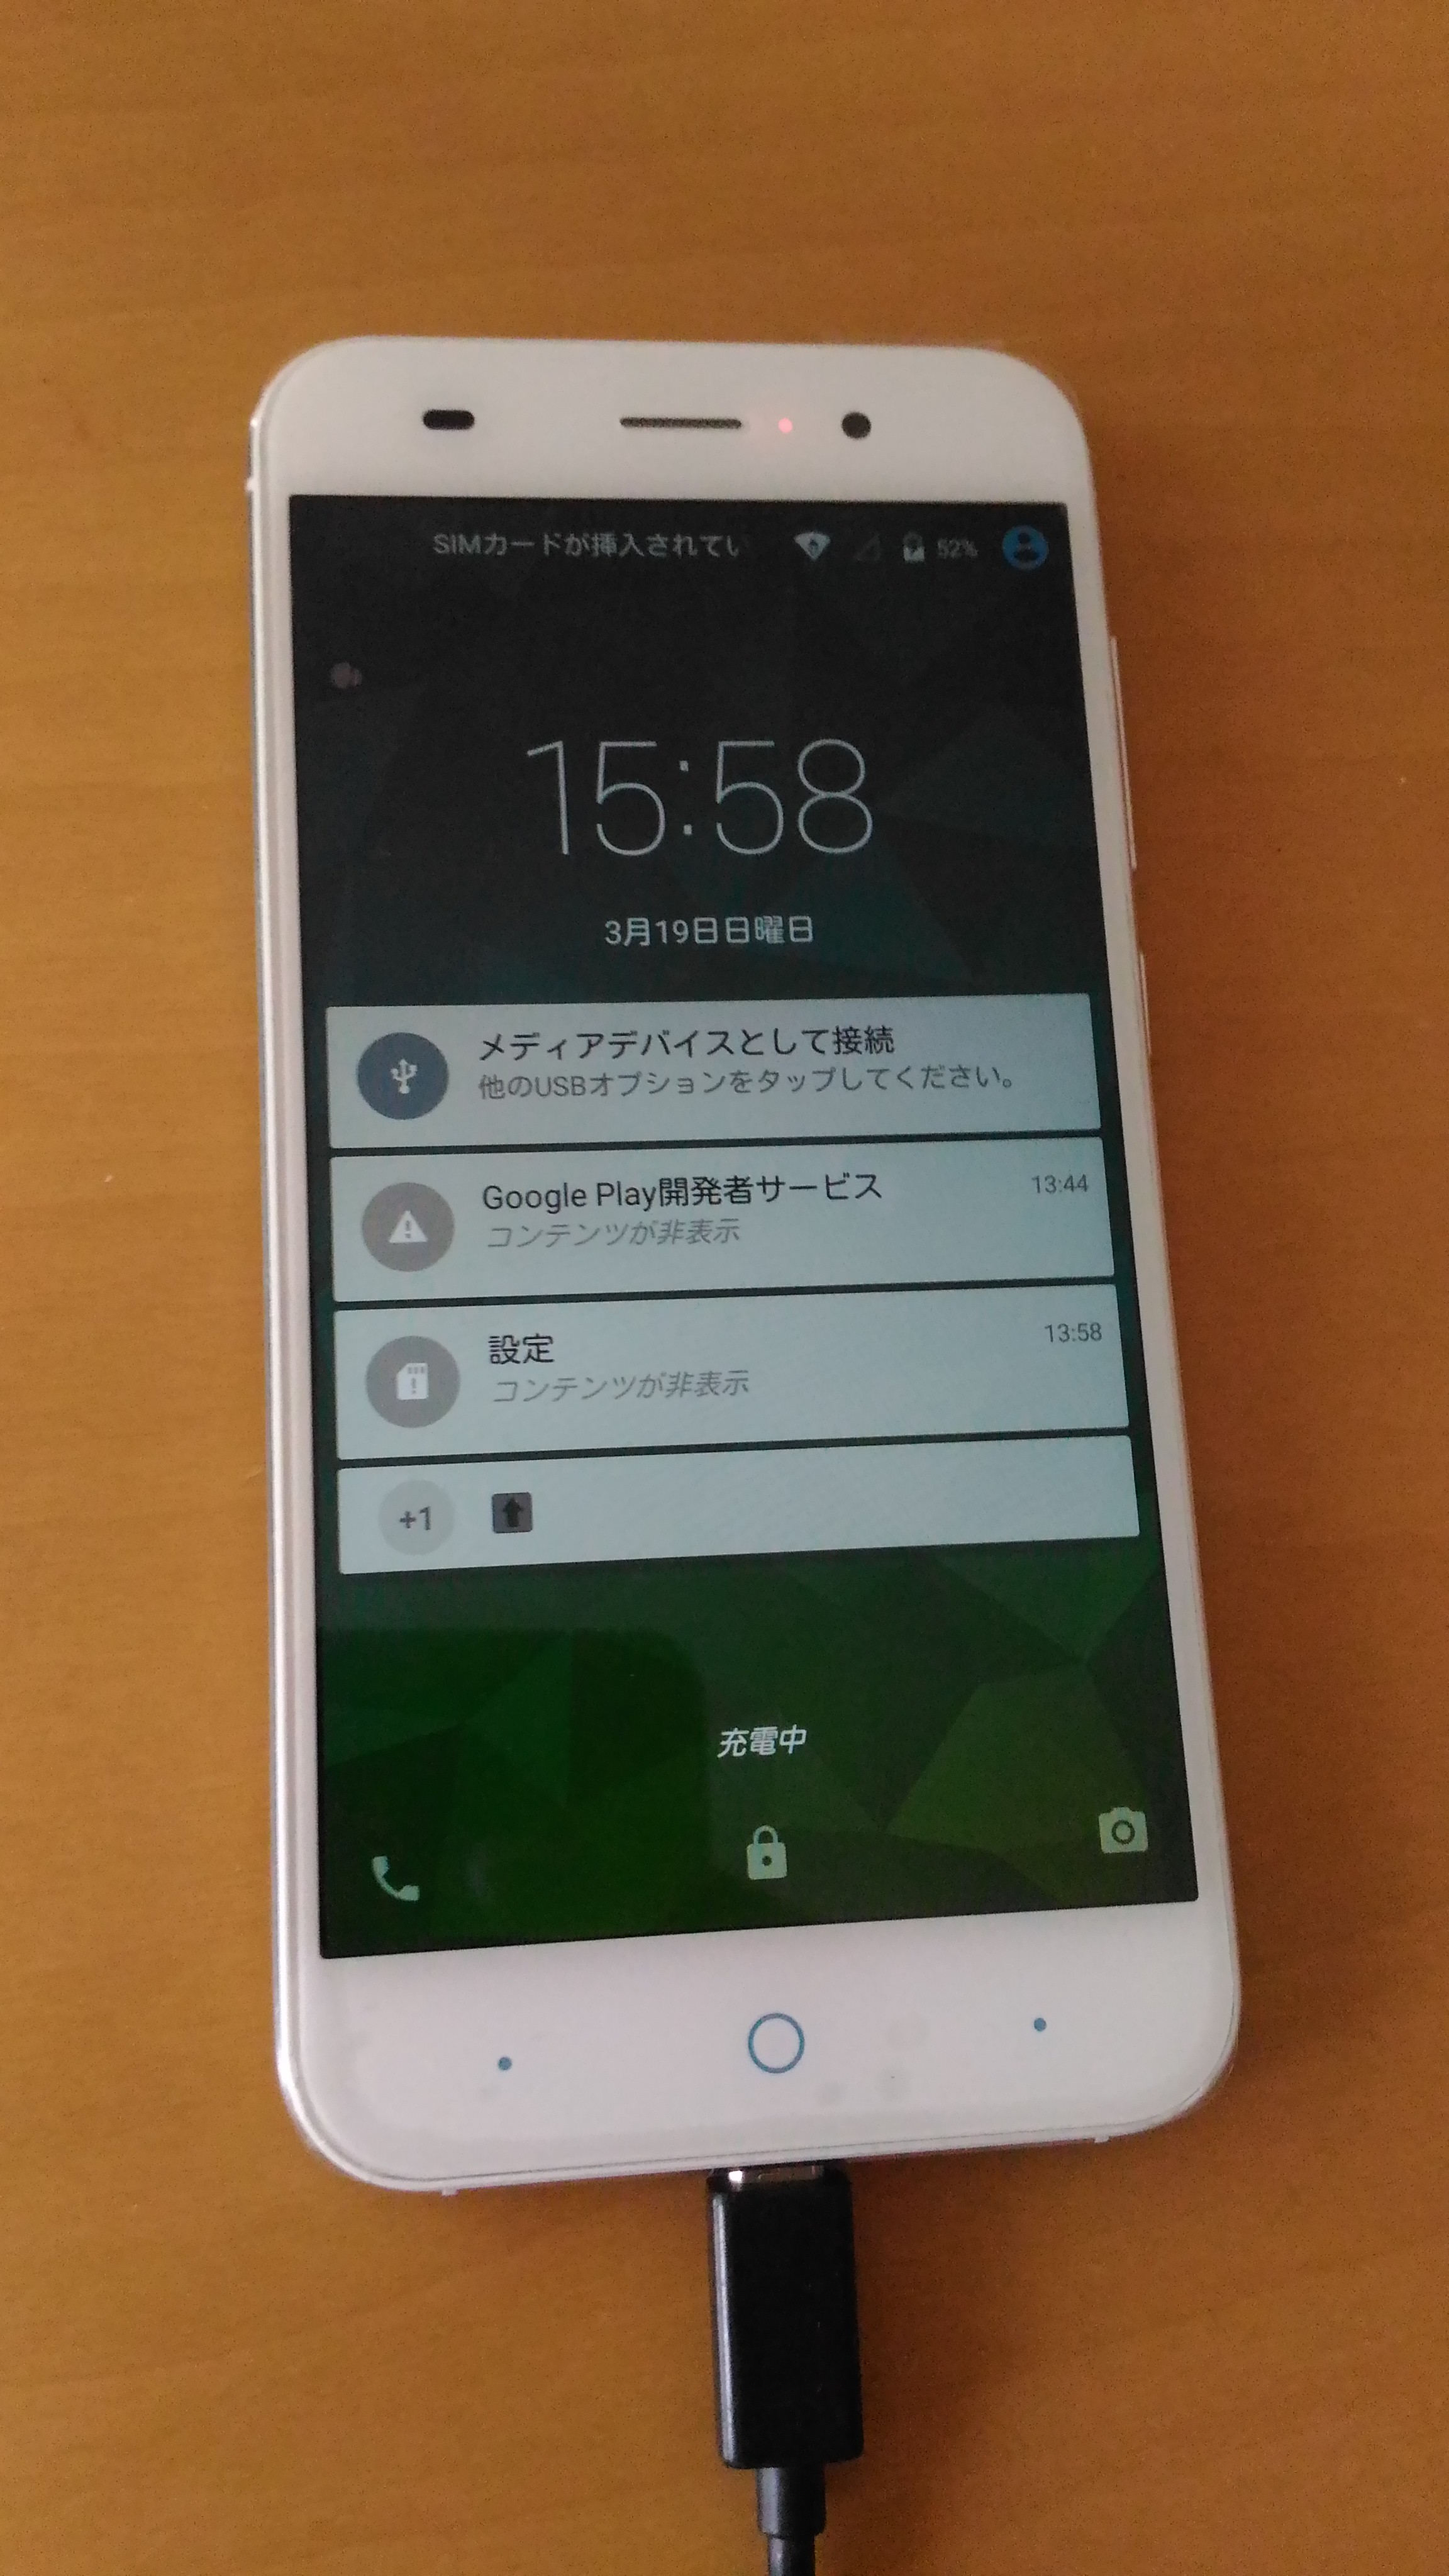 SIMカードが挿入されてい
52%
15:58
3月19日日曜日
メディアデバイスとして接続
他のUSBオプションをタップしてください。
Google Play開発者サービス
13:44
コンテンツが非表示
設定
13:58
コンテンツが非表示
+1
充電中